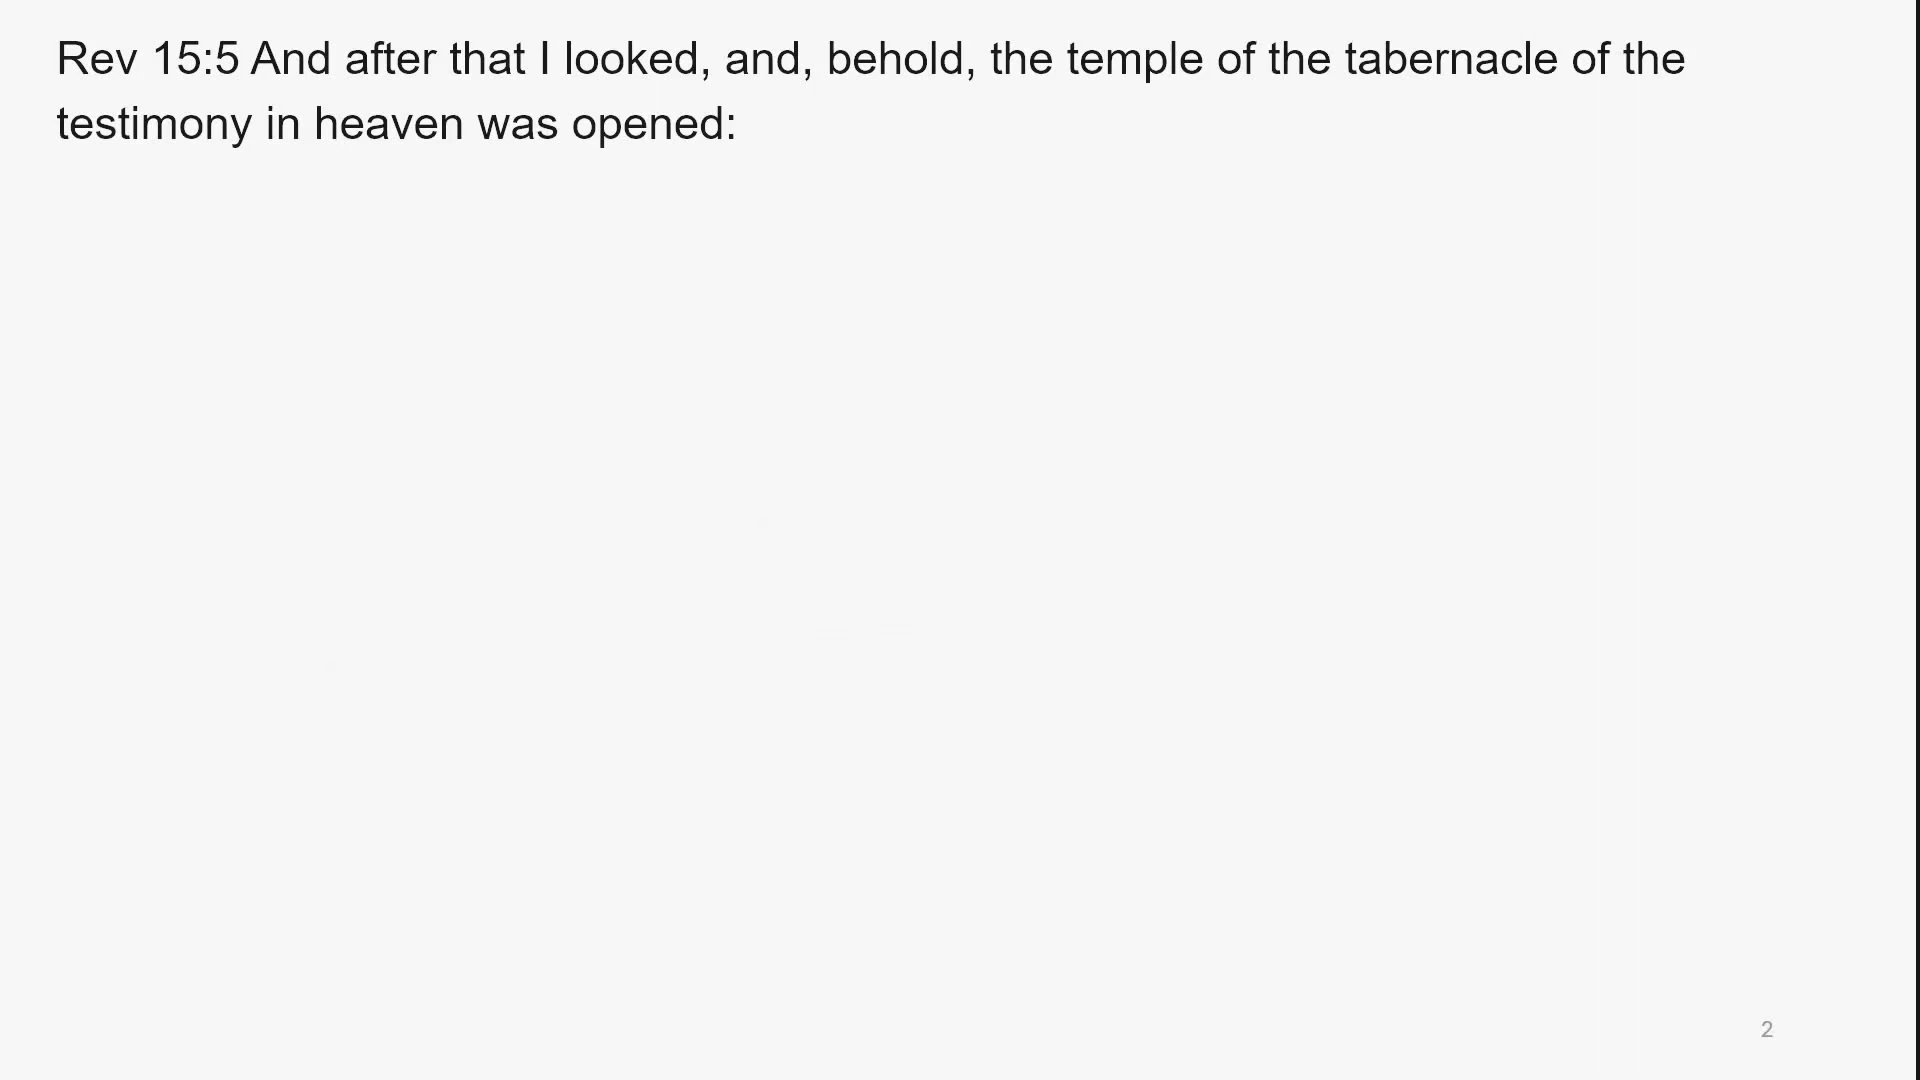 Rev 15:5 And after that I looked, and, behold, the temple of the tabernacle of the
testimony in heaven was opened:
2